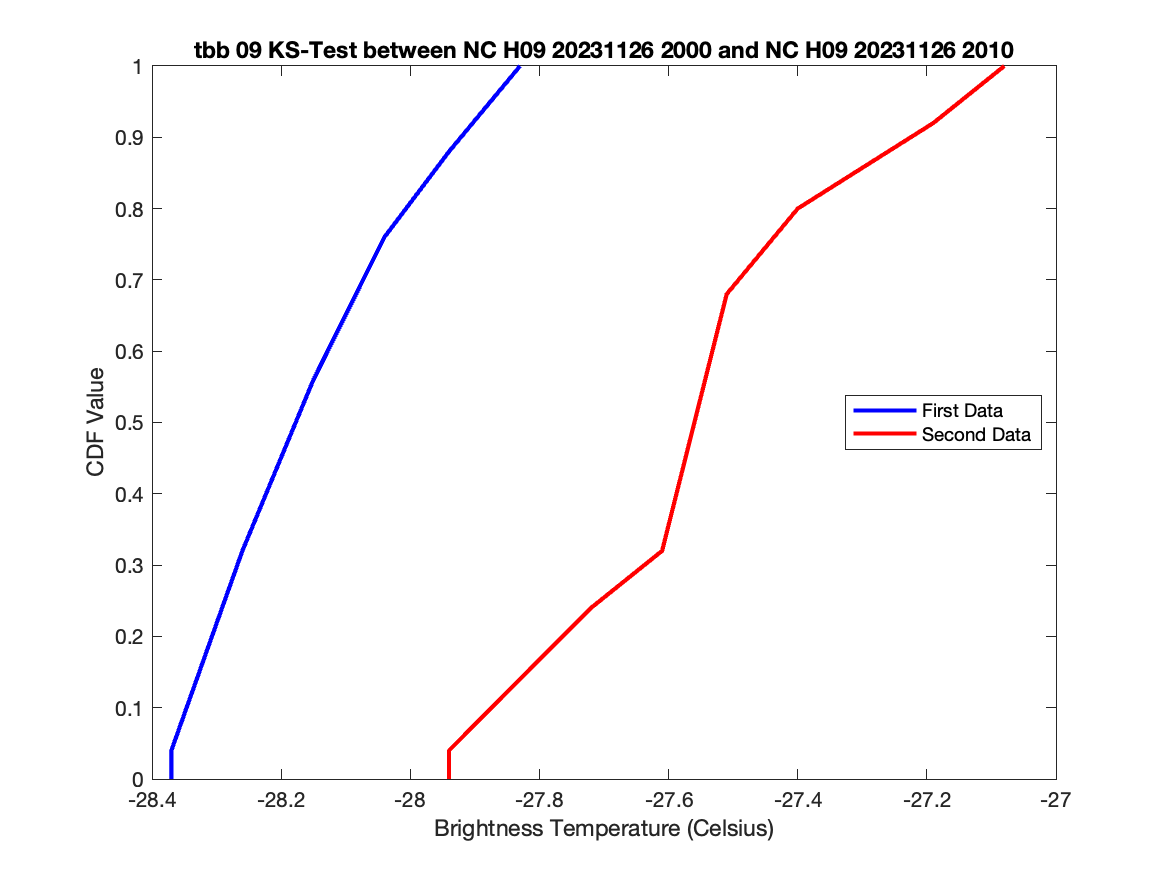 tbb 09 KS-Test between NC H09 20231126 2000 and NC H09 20231126 2010
1
0.9
0.8
0.7
0.6
0.5
0.4
0.3
0.2
0.1
0
CDF Value
First Data
Second Data
-28.4 -28.2 -28 -27.8 -27.6 -27.4 -27.2 -27
Brightness Temperature (Celsius)